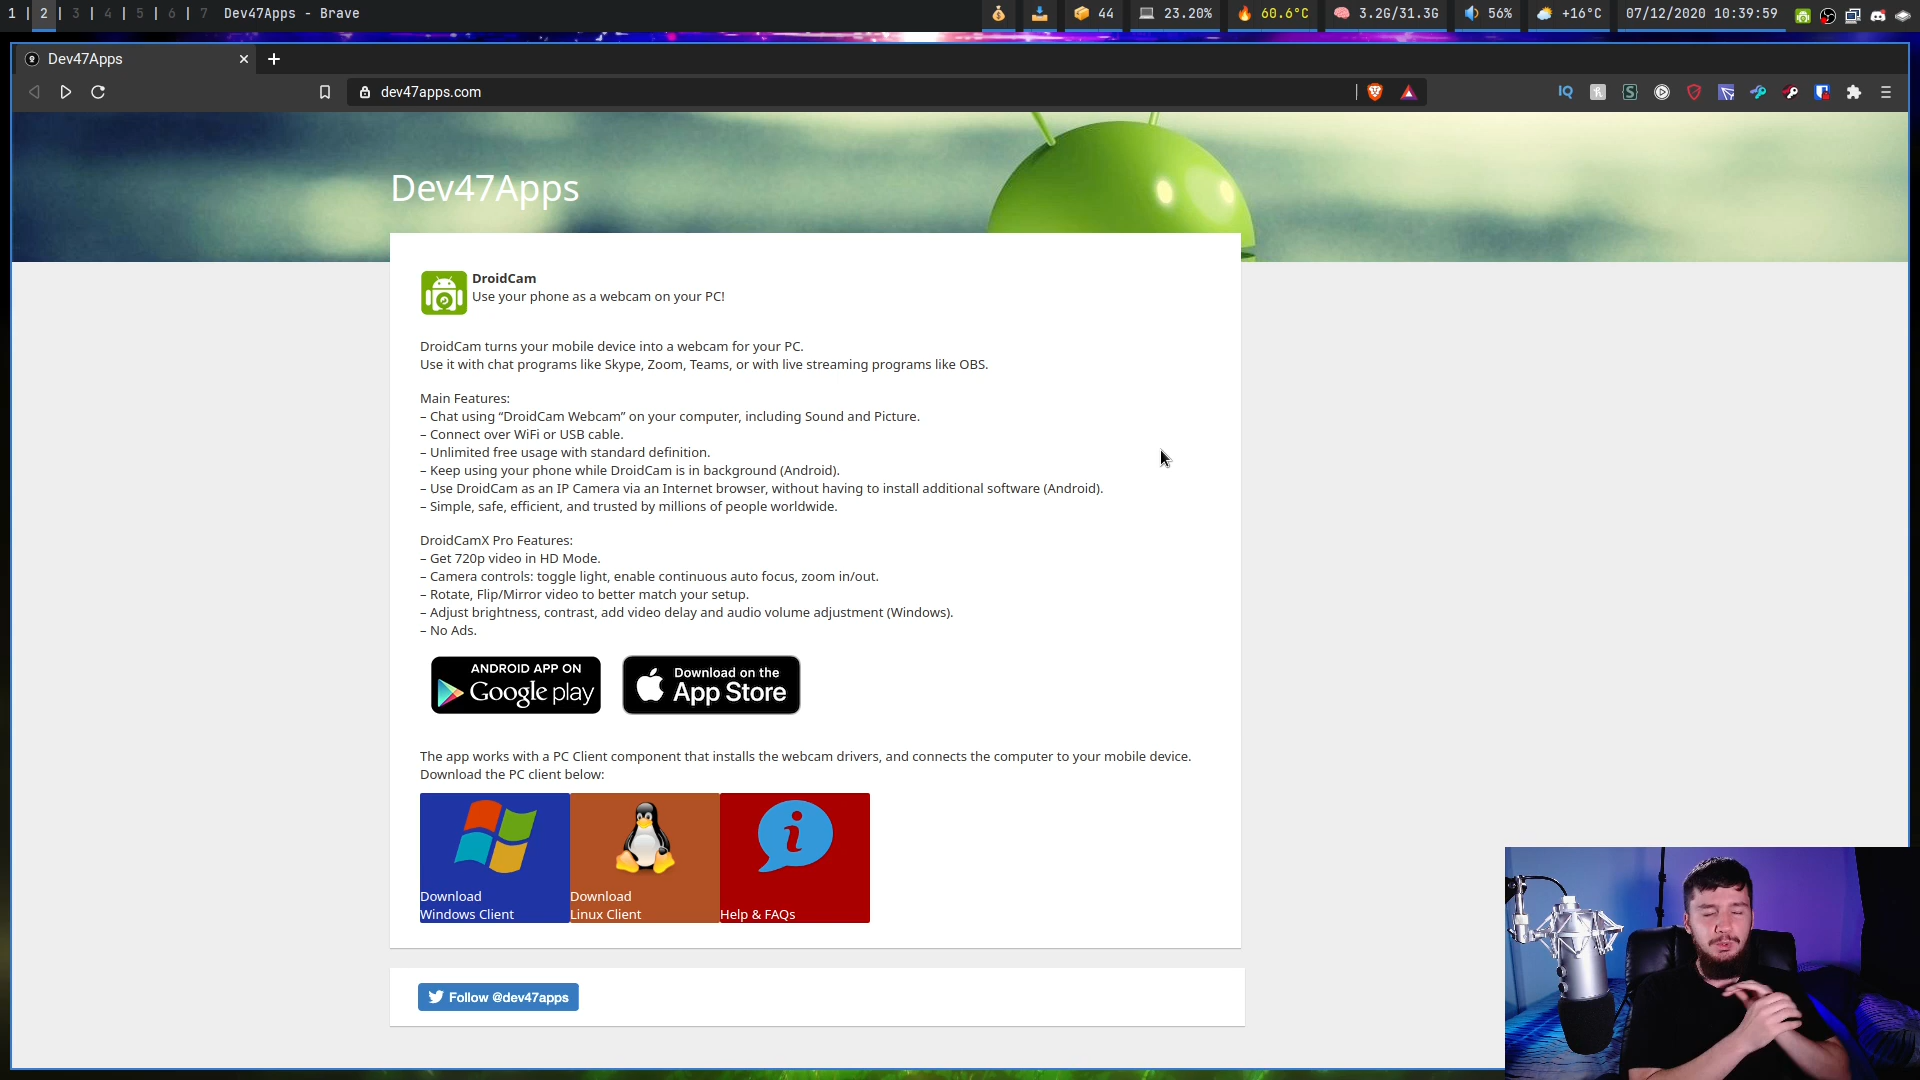 1 | 2 | 3 | 4 | 5 | 6 | 7 Dev47Apps - Brave 44 23.20% 60.6°C 3.2G/31.3G 56% +16°C 07/12/2020 10:39:59
Dev47Apps
dev47apps.com
IQ
Dev47Apps
DroidCam
Use your phone as a webcam on your PC!
DroidCam turns your mobile device into a webcam for your PC.
Use it with chat programs like Skype, Zoom, Teams, or with live streaming programs like OBS.
Main Features:
– Chat using “DroidCam Webcam” on your computer, including Sound and Picture.
– Connect over WiFi or USB cable.
– Unlimited free usage with standard definition.
– Keep using your phone while DroidCam is in background (Android).
– Use DroidCam as an IP Camera via an Internet browser, without having to install additional software (Android).
– Simple, safe, efficient, and trusted by millions of people worldwide.
DroidCamX Pro Features:
– Get 720p video in HD Mode.
– Camera controls: toggle light, enable continuous auto focus, zoom in/out.
– Rotate, Flip/Mirror video to better match your setup.
– Adjust brightness, contrast, add video delay and audio volume adjustment (Windows).
– No Ads.
ANDROID APP ON
Google play
Download on the
App Store
The app works with a PC Client component that installs the webcam drivers, and connects the computer to your mobile device.
Download the PC client below:
Download
Windows Client
Download
Linux Client
Help & FAQs
Follow @dev47apps